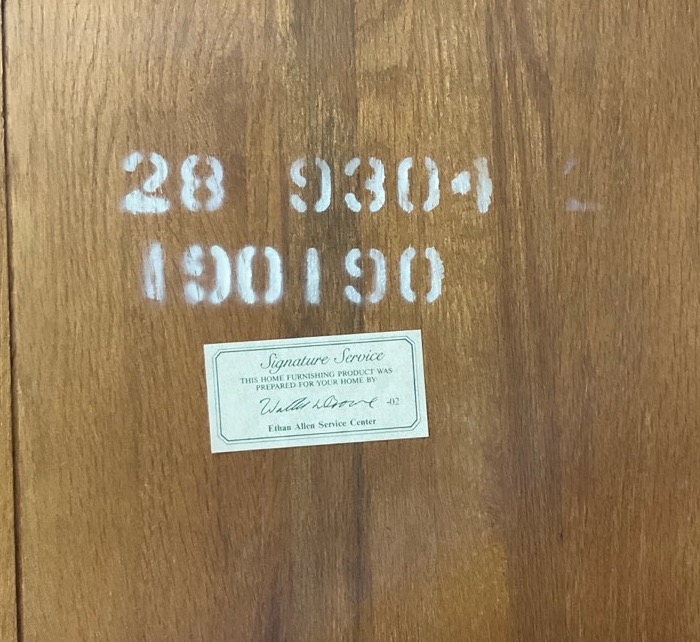 28 9304 2
190190
Signature Service
THIS HOME FURNISHING PRODUCT WAS
PREPARED FOR YOUR HOME BY
-02
Ethan Allen Service Center